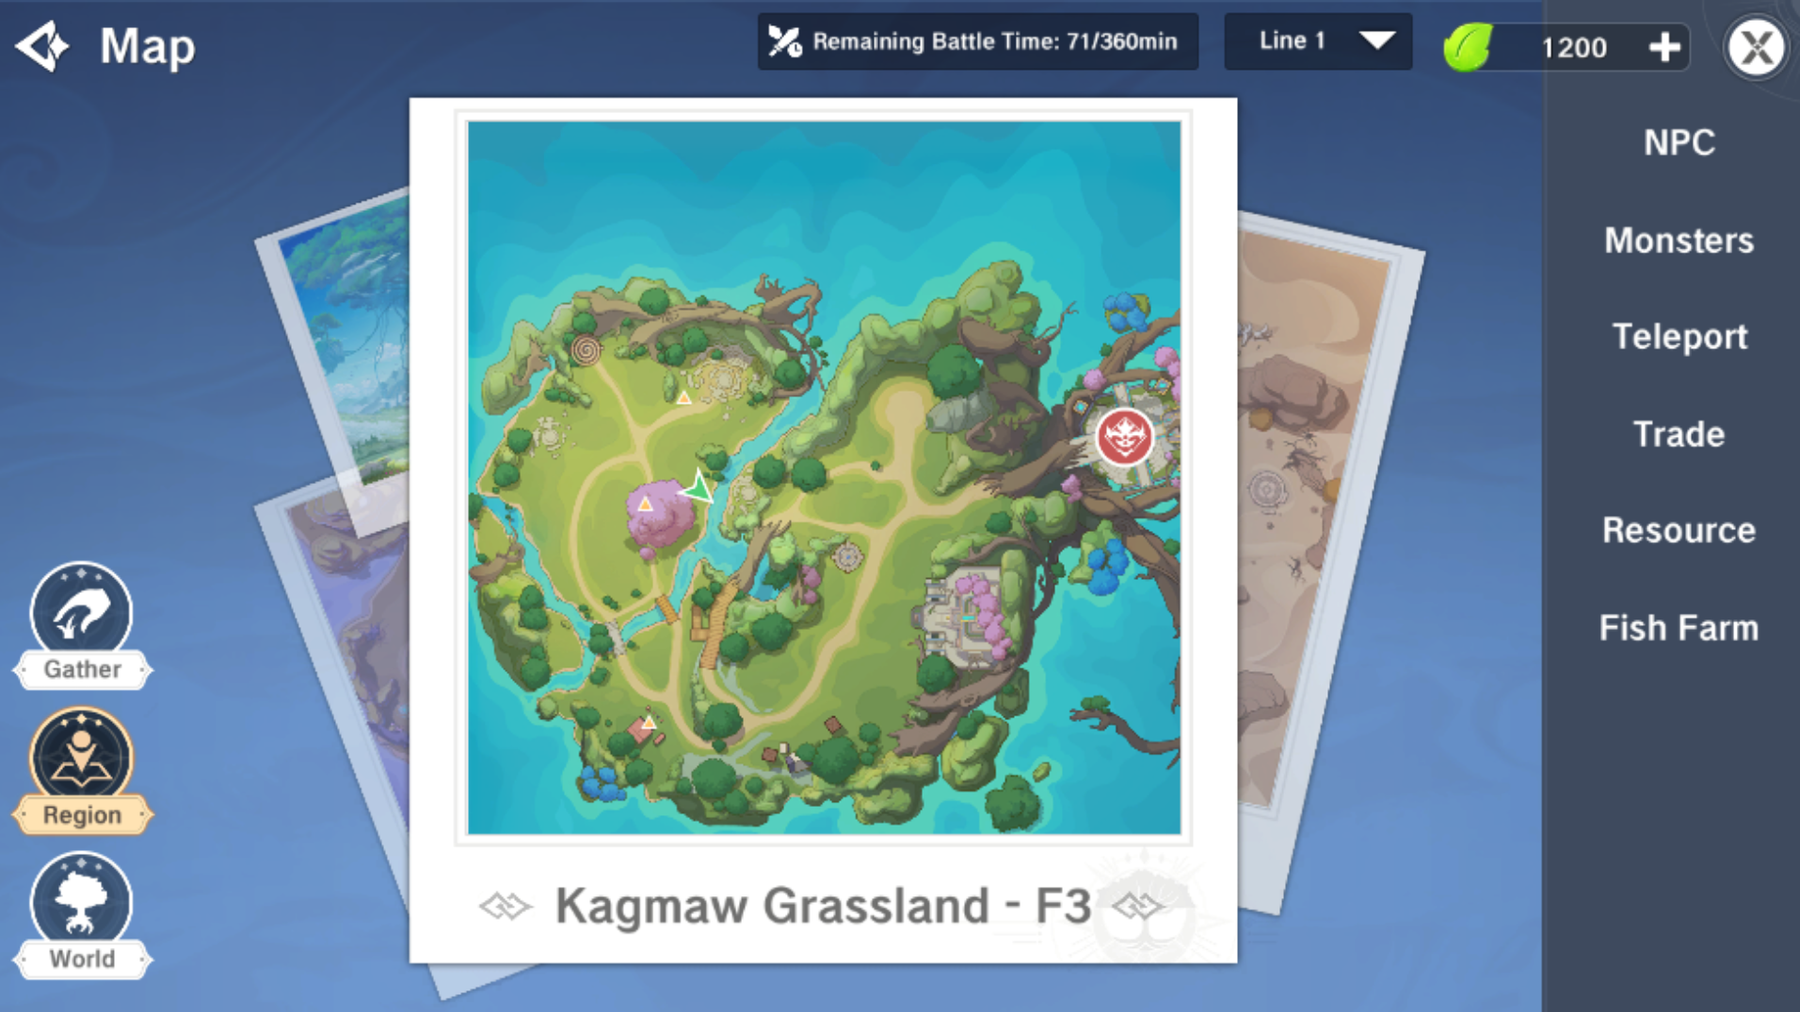 Map
Remaining Battle Time: 71/360min
Line 1
1200
NPC
Monsters
Teleport
Trade
Resource
Fish Farm
Gather
Region
World
Kagmaw Grassland - F3